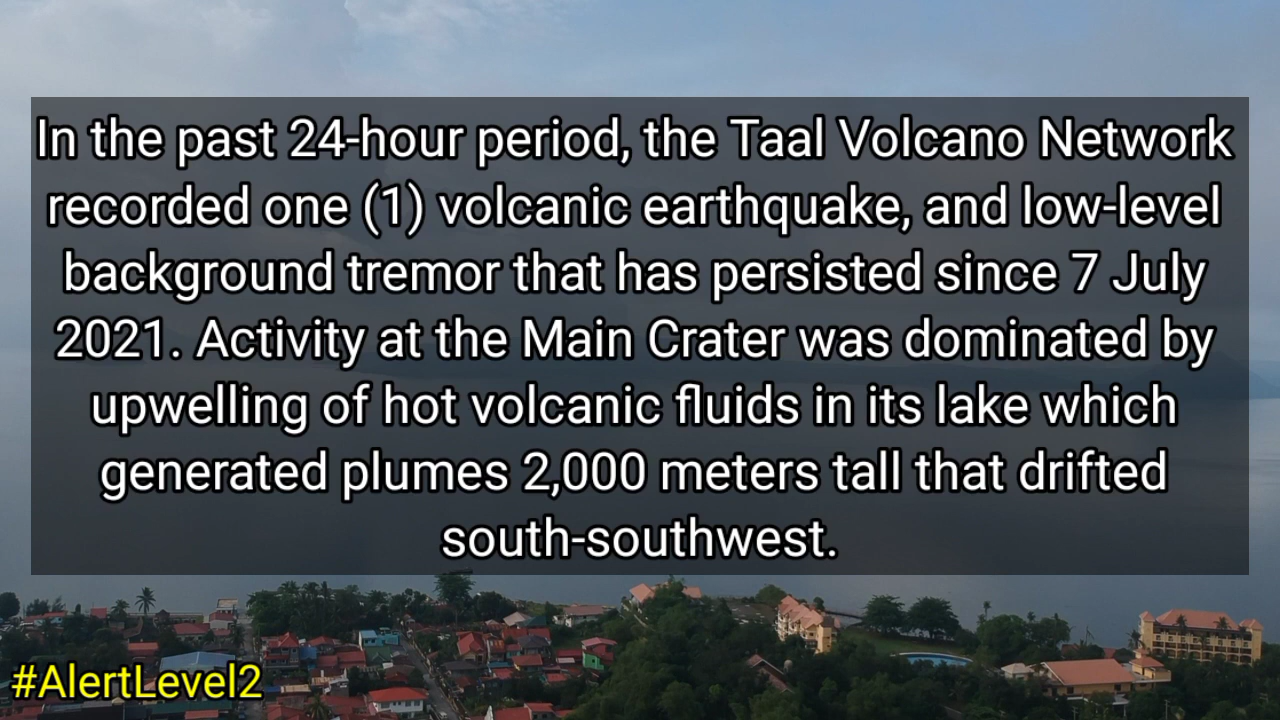 In the past 24-hour period, the Taal Volcano Network
recorded one (1) volcanic earthquake, and low-level
background tremor that has persisted since 7 July
2021. Activity at the Main Crater was dominated by
upwelling of hot volcanic fluids in its lake which
generated plumes 2,000 meters tall that drifted
south-southwest.
#AlertLevel2